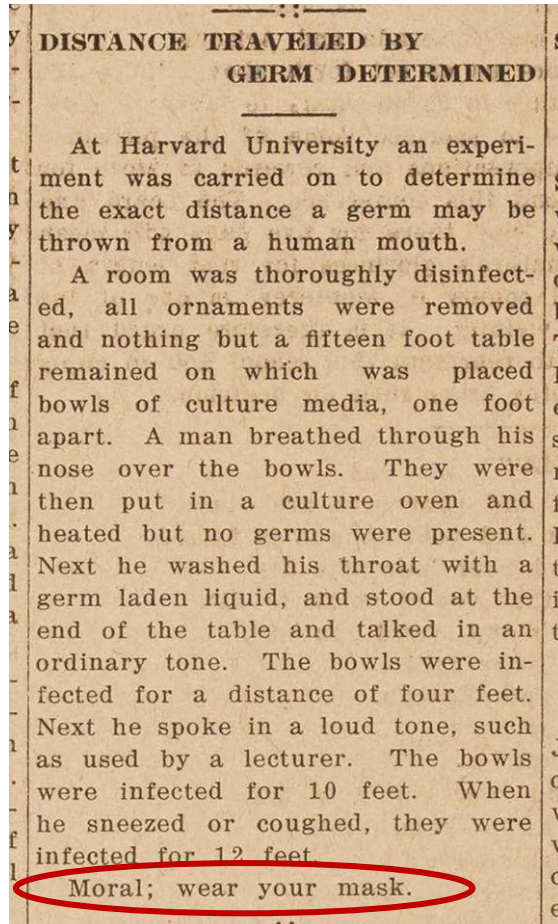 DISTANCE TRAVELED BY
GERM DETERMINED
At Harvard University an experi-
ment was carried on to determine
the exact distance a germ may be
thrown from a human mouth.
A room was thoroughly disinfect-
ed, all ornaments were removed
and nothing but a fifteen foot table
remained on which was placed
bowls of culture media, one foot
apart. A man breathed through his
nose over the bowls. They were
then put in a culture oven and
heated but no germs were present.
Next he washed his throat with a
germ laden liquid, and stood at the
end of the table and talked in an
ordinary tone. The bowls were in-
fected for a distance of four feet.
Next he spoke in a loud tone, such
as used by a lecturer. The bowls
were infected for 10 feet. When
he sneezed or coughed, they were
infected for 12 feet.
Moral; wear your mask.